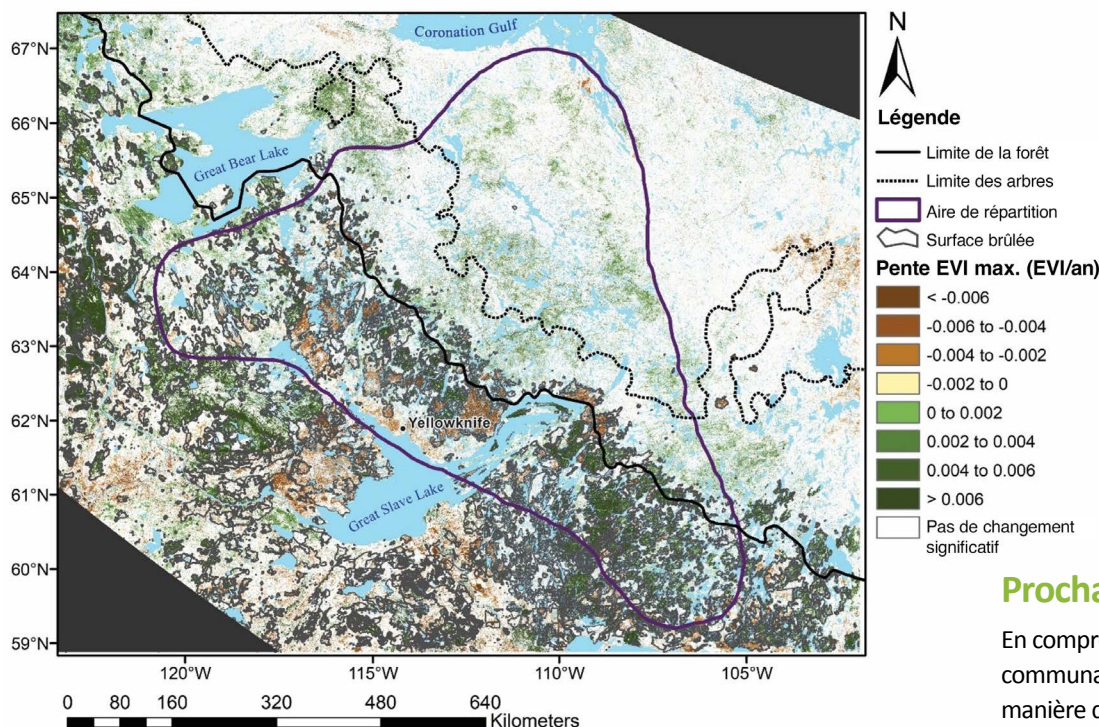 Coronation Gulf
67°N
66°N
65°N
64°N
63°N
62°N
61°N
60°N
59°N
Great Bear Lake
Yellowknife
Great Slave Lake
120°W
115°W
110°W
105°W
0 80 160 320 480 640
Kilometers
N
Légende
Limite de la forêt
Limite des arbres
Aire de répartition
Surface brûlée
Pente EVI max. (EVI/an)
< -0.006
-0.006 to -0.004
-0.004 to -0.002
-0.002 to 0
0 to 0.002
0.002 to 0.004
0.004 to 0.006
> 0.006
Pas de changement
significatif
Procha
En compr
communa
manière d